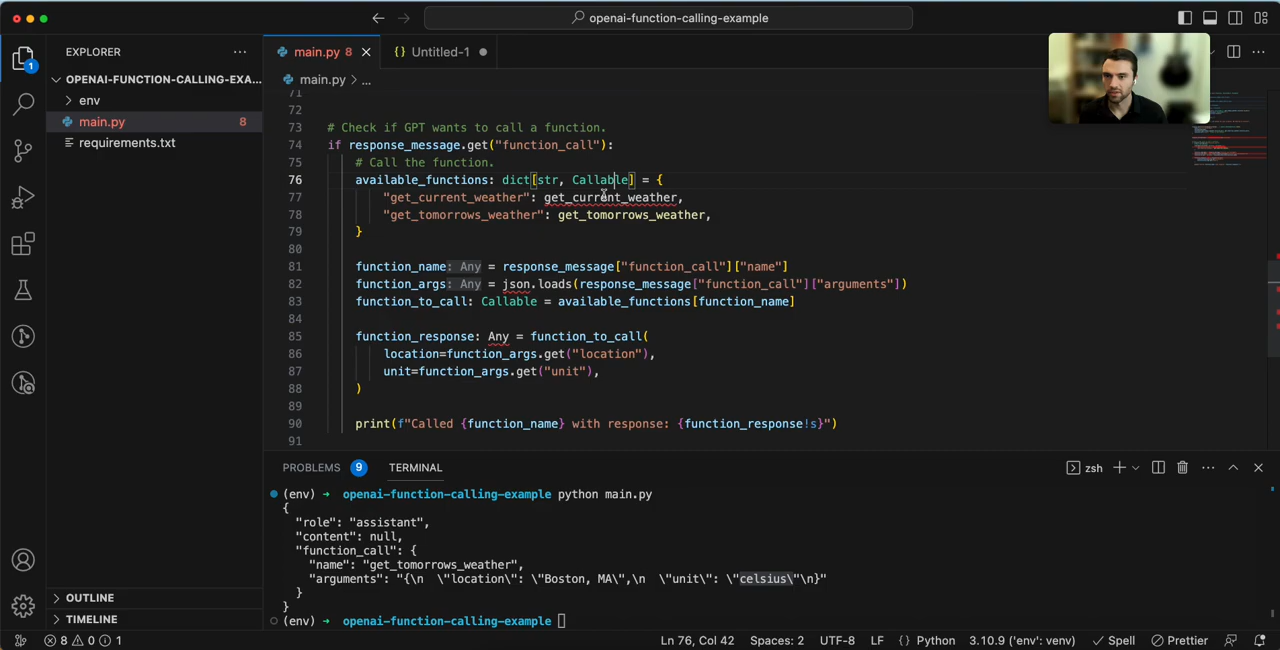 openai-function-calling-example
EXPLORER
main.py 8
{} Untitled-1
OPENAI-FUNCTION-CALLING-EXA...
main.py > ...
env
main.py 8
requirements.txt
1
71
72
73 # Check if GPT wants to call a function.
74 if response_message.get("function_call"):
75 # Call the function.
76 available_functions: dict[str, Callable] = {
77 "get_current_weather": get_current_weather,
78 "get_tomorrows_weather": get_tomorrows_weather,
79 }
80
81 function_name: Any = response_message["function_call"]["name"]
82 function_args: Any = json.loads(response_message["function_call"]["arguments"])
83 function_to_call: Callable = available_functions[function_name]
84
85 function_response: Any = function_to_call(
86 location=function_args.get("location"),
87 unit=function_args.get("unit"),
88 )
89
90 print(f"Called {function_name} with response: {function_response!s}")
91
PROBLEMS 9 TERMINAL
zsh
(env) → openai-function-calling-example python main.py
{
"role": "assistant",
"content": null,
"function_call": {
"name": "get_tomorrows_weather",
"arguments": "{\n \"location\": \"Boston, MA\",\n \"unit\": \"celsius\"\n}"
}
}
(env) → openai-function-calling-example
OUTLINE
TIMELINE
8 0 1
Ln 76, Col 42 Spaces: 2 UTF-8 LF {} Python 3.10.9 ('env': venv) Spell Prettier